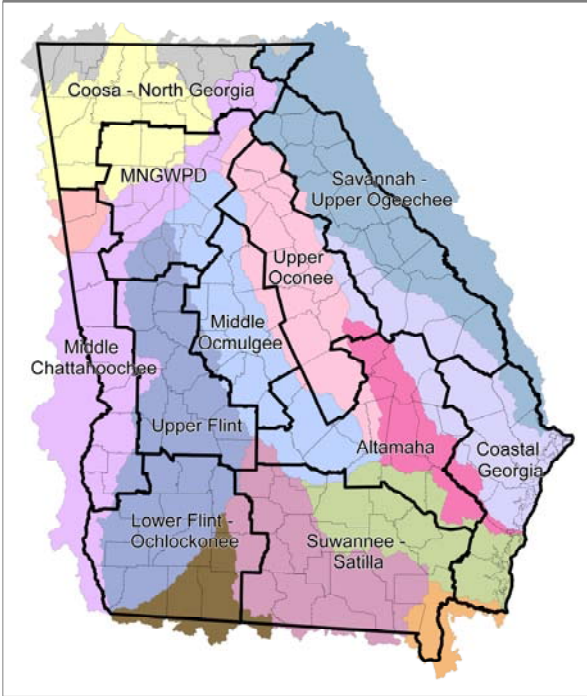 Coosa - North Georgia
MNGWPD
Savannah -
Upper Ogeechee
Upper
Oconee
Middle
Ocmulgee
Middle
Chattahoochee
Upper Flint
Altamaha
Coastal
Georgia
Lower Flint -
Ochlockonee
Suwannee -
Satilla